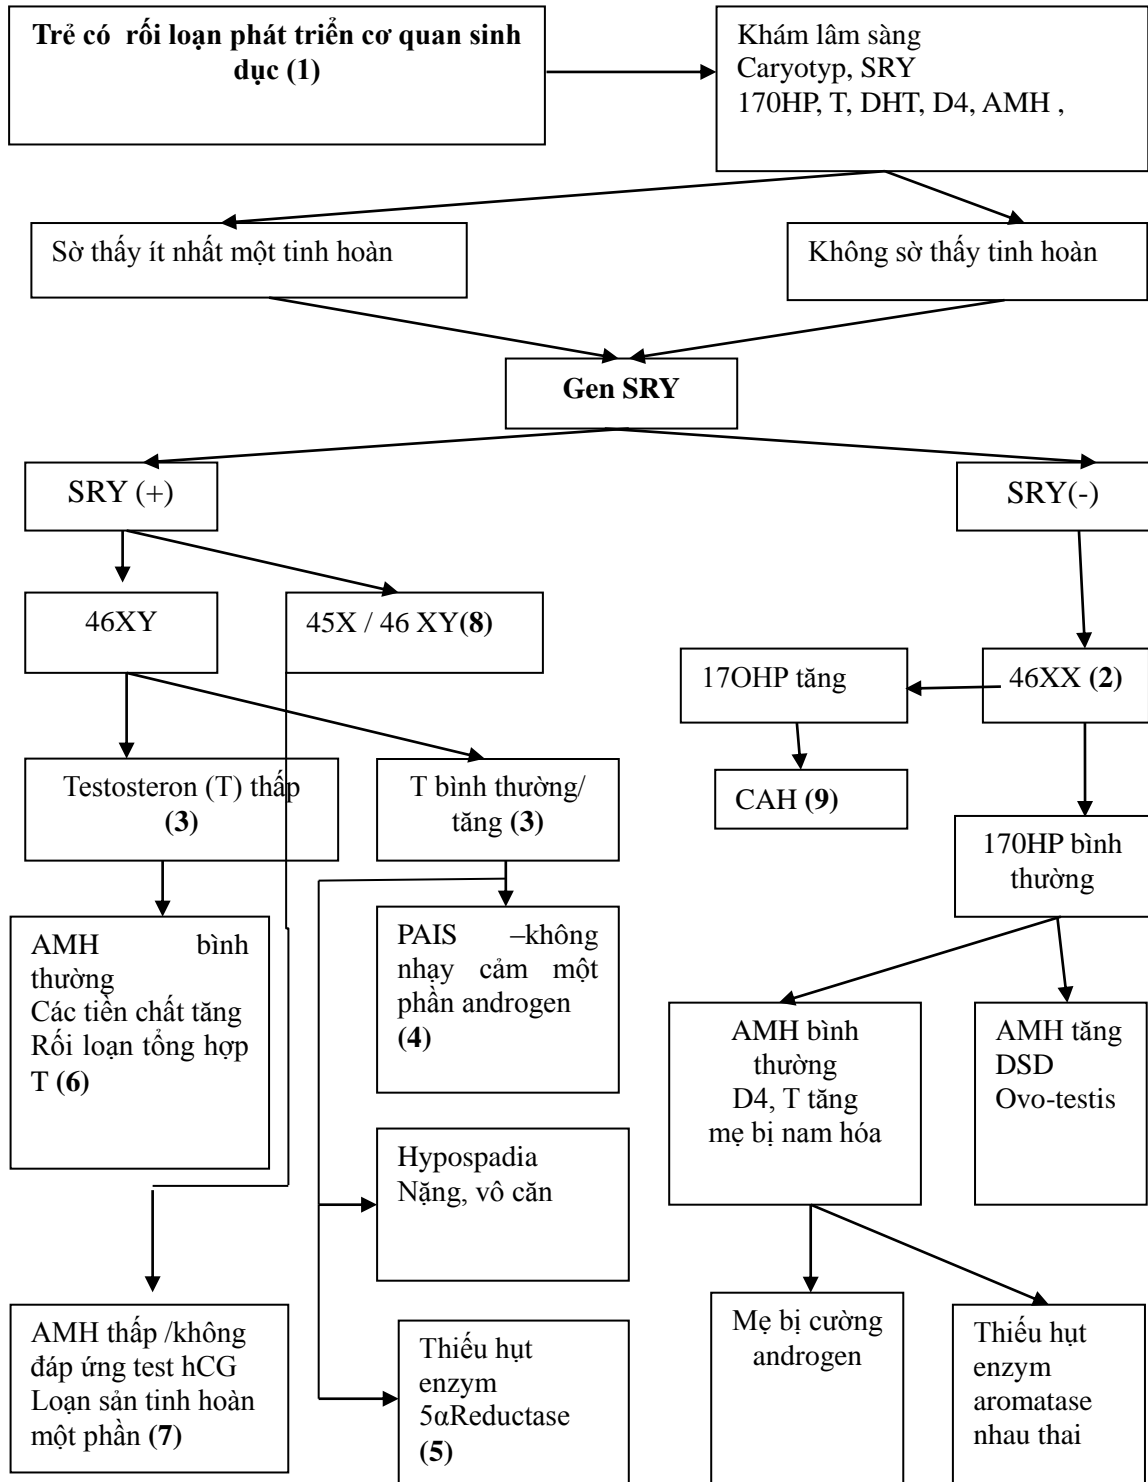 Trẻ có rối loạn phát triển cơ quan sinh
dục (1)
Khám lâm sàng
Caryotyp, SRY
170HP, T, DHT, D4, AMH ,
Sờ thấy ít nhất một tinh hoàn
Không sờ thấy tinh hoàn
Gen SRY
SRY (+)
SRY(-)
46XY
45X / 46 XY(8)
17OHP tăng
46XX (2)
Testosteron (T) thấp
(3)
T bình thường/
tăng (3)
CAH (9)
170HP bình
thường
AMH bình
thường
Các tiền chất tăng
Rối loạn tổng hợp
T (6)
PAIS –không
nhạy cảm một
phần androgen
(4)
AMH bình
thường
D4, T tăng
mẹ bị nam hóa
AMH tăng
DSD
Ovo-testis
Hypospadia
Nặng, vô căn
AMH thấp /không
đáp ứng test hCG
Loạn sản tinh hoàn
một phần (7)
Thiếu hụt
enzym
5αReductase
(5)
Mẹ bị cường
androgen
Thiếu hụt
enzym
aromatase
nhau thai